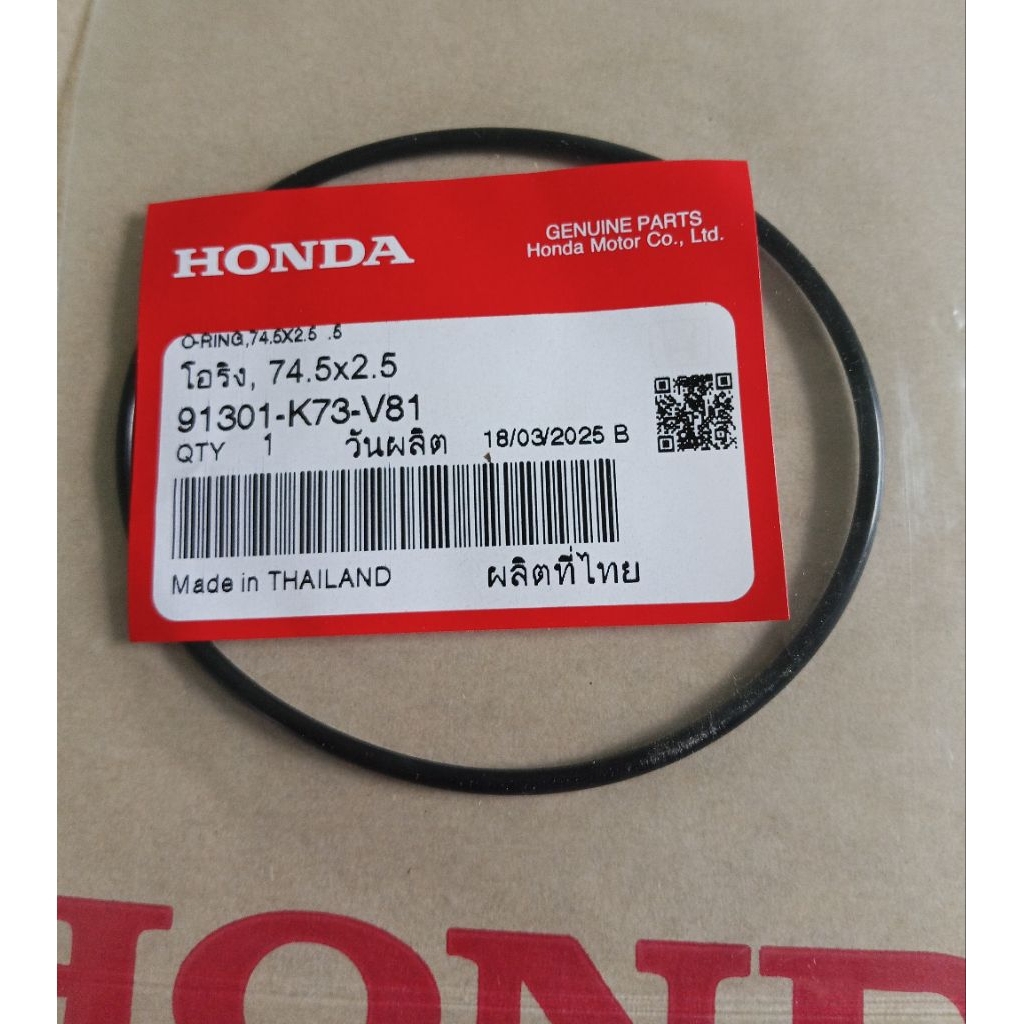 HONDA
GENUINE PARTS
Honda Motor Co., Ltd.
O-RING,74.5X2.5 .5
โอริง, 74.5x2.5
91301-K73-V81
QTY 1 วันผลิต 18/03/2025 B
Made in THAILAND ผลิตที่ไทย
HOND